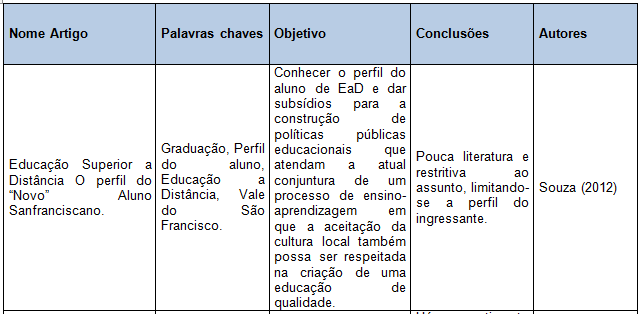 Nome Artigo
Palavras chaves
Objetivo
Conclusões
Autores
Educação Superior a
Distância O perfil do
“Novo” Aluno
Sanfranciscano.
Graduação, Perfil
do aluno,
Educação a
Distância, Vale
do São
Francisco.
Conhecer o perfil do
aluno de EaD e dar
subsídios para a
construção de
políticas públicas
educacionais que
atendam a atual
conjuntura de um
processo de ensino-
aprendizagem em
que a aceitação da
cultura local também
possa ser respeitada
na criação de uma
educação de
qualidade.
Pouca literatura e
restritiva ao
assunto, limitando-
se a perfil do
ingressante.
Souza (2012)